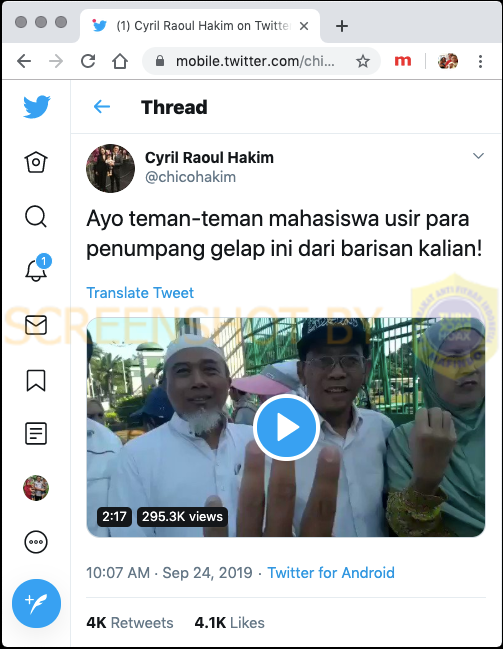 (1) Cyril Raoul Hakim on Twitte
mobile.twitter.com/chi...
Thread
Cyril Raoul Hakim
@chicohakim
Ayo teman-teman mahasiswa usir para
penumpang gelap ini dari barisan kalian!
1
Translate Tweet
SCREENSHOT BY
2:17 295.3K views
10:07 AM · Sep 24, 2019 · Twitter for Android
4K Retweets 4.1K Likes